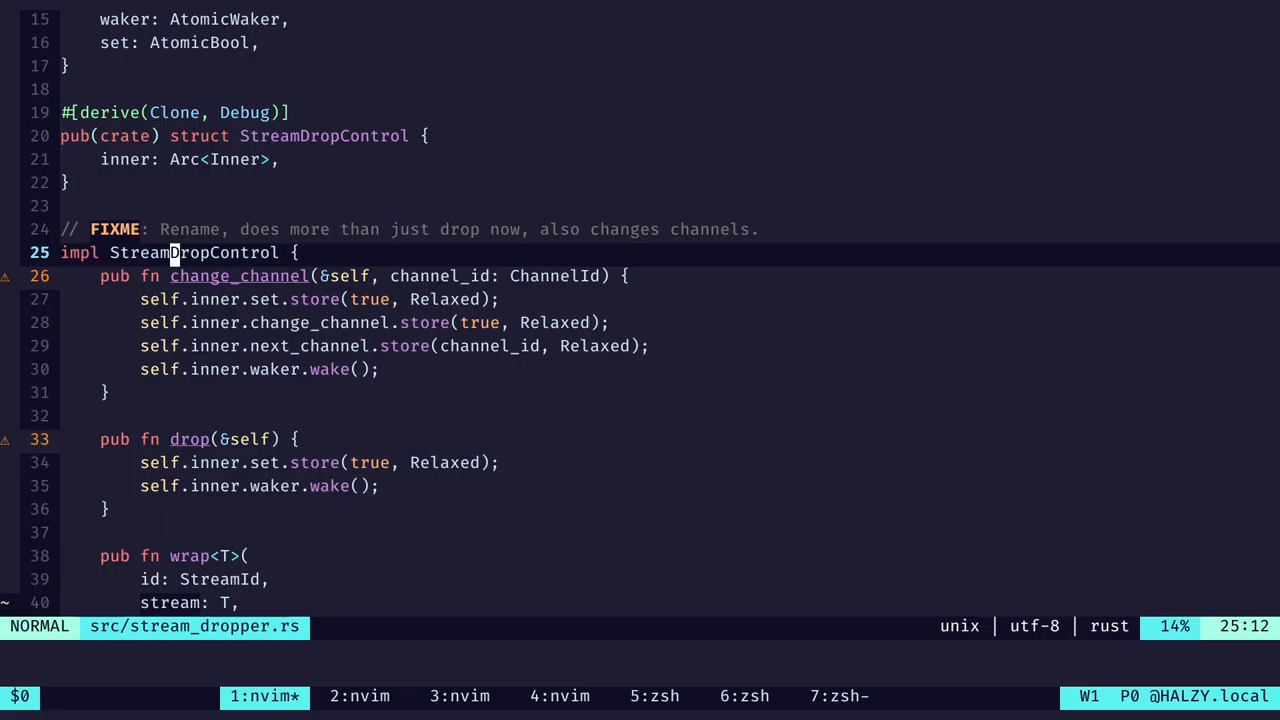 15      waker: AtomicWaker,
16      set: AtomicBool,
17  }
18
19  #[derive(Clone, Debug)]
20  pub(crate) struct StreamDropControl {
21      inner: Arc<Inner>,
22  }
23
24  // FIXME: Rename, does more than just drop now, also changes channels.
25  impl StreamDropControl {
⚠ 26      pub fn change_channel(&self, channel_id: ChannelId) {
27          self.inner.set.store(true, Relaxed);
28          self.inner.change_channel.store(true, Relaxed);
29          self.inner.next_channel.store(channel_id, Relaxed);
30          self.inner.waker.wake();
31      }
32
⚠ 33      pub fn drop(&self) {
34          self.inner.set.store(true, Relaxed);
35          self.inner.waker.wake();
36      }
37
38      pub fn wrap<T>(
39          id: StreamId,
~ 40          stream: T,
NORMAL src/stream_dropper.rs unix | utf-8 | rust 14% 25:12
$0 1:nvim* 2:nvim 3:nvim 4:nvim 5:zsh 6:zsh 7:zsh- W1 P0 @HALZY.local